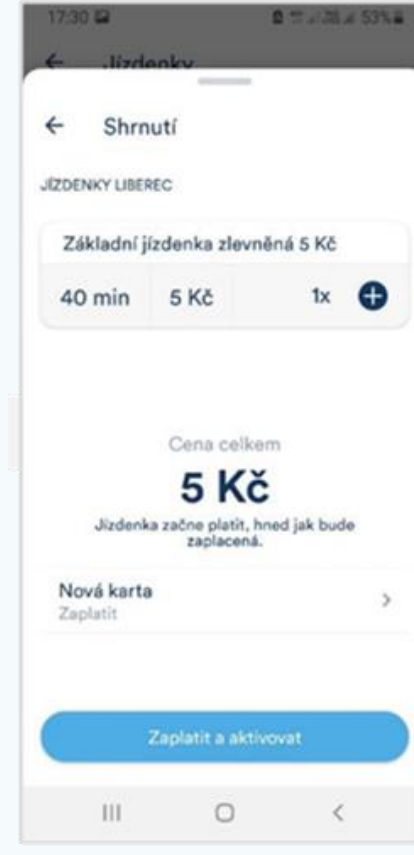 17:30 53%
Jízdenky
Shrnutí
JÍZDENKY LIBEREC
Základní jízdenka zlevněná 5 Kč
40 min 5 Kč 1x
Cena celkem
5 Kč
Jízdenka začne platit, hned jak bude
zaplacená.
Nová karta
Zaplatit
Zaplatit a aktivovat